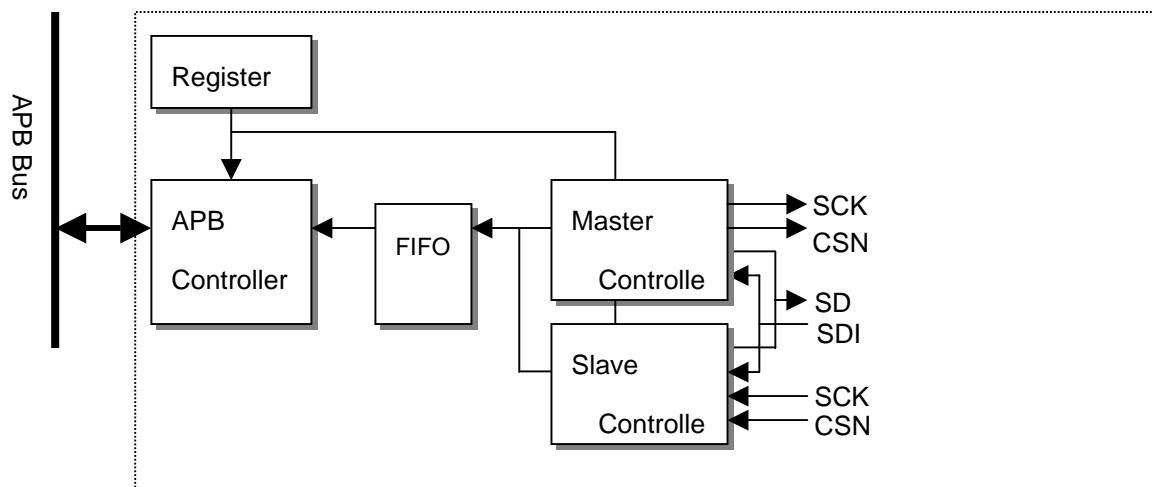 APB Bus
Register
APB
Controller
FIFO
Master
Controlle
SCK
CSN
SD
SDI
Slave
Controlle
SCK
CSN